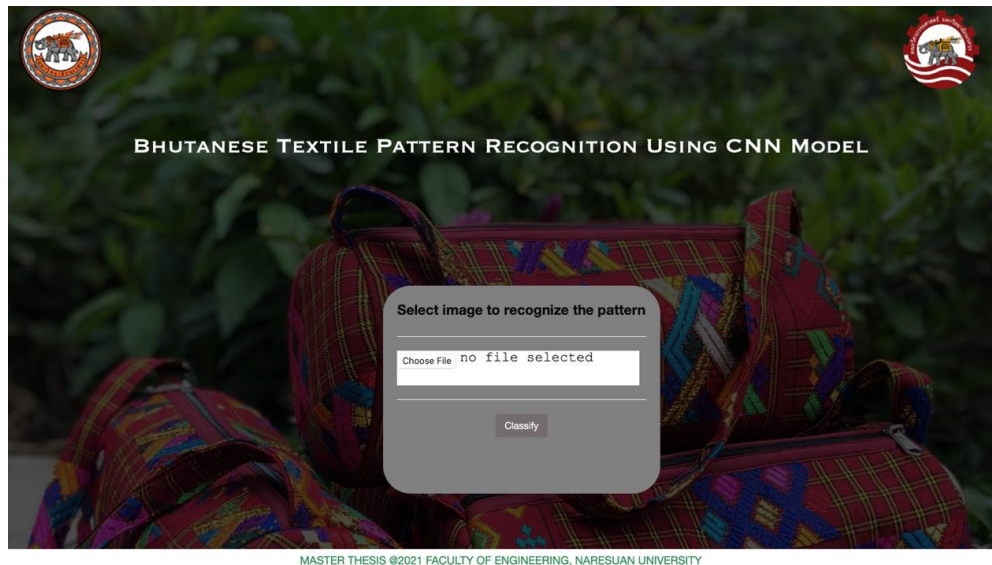 BHUTANESE TEXTILE PATTERN RECOGNITION USING CNN MODEL
Select image to recognize the pattern
Choose File no file selected
Classify
MASTER THESIS @2021 FACULTY OF ENGINEERING, NARESUAN UNIVERSITY